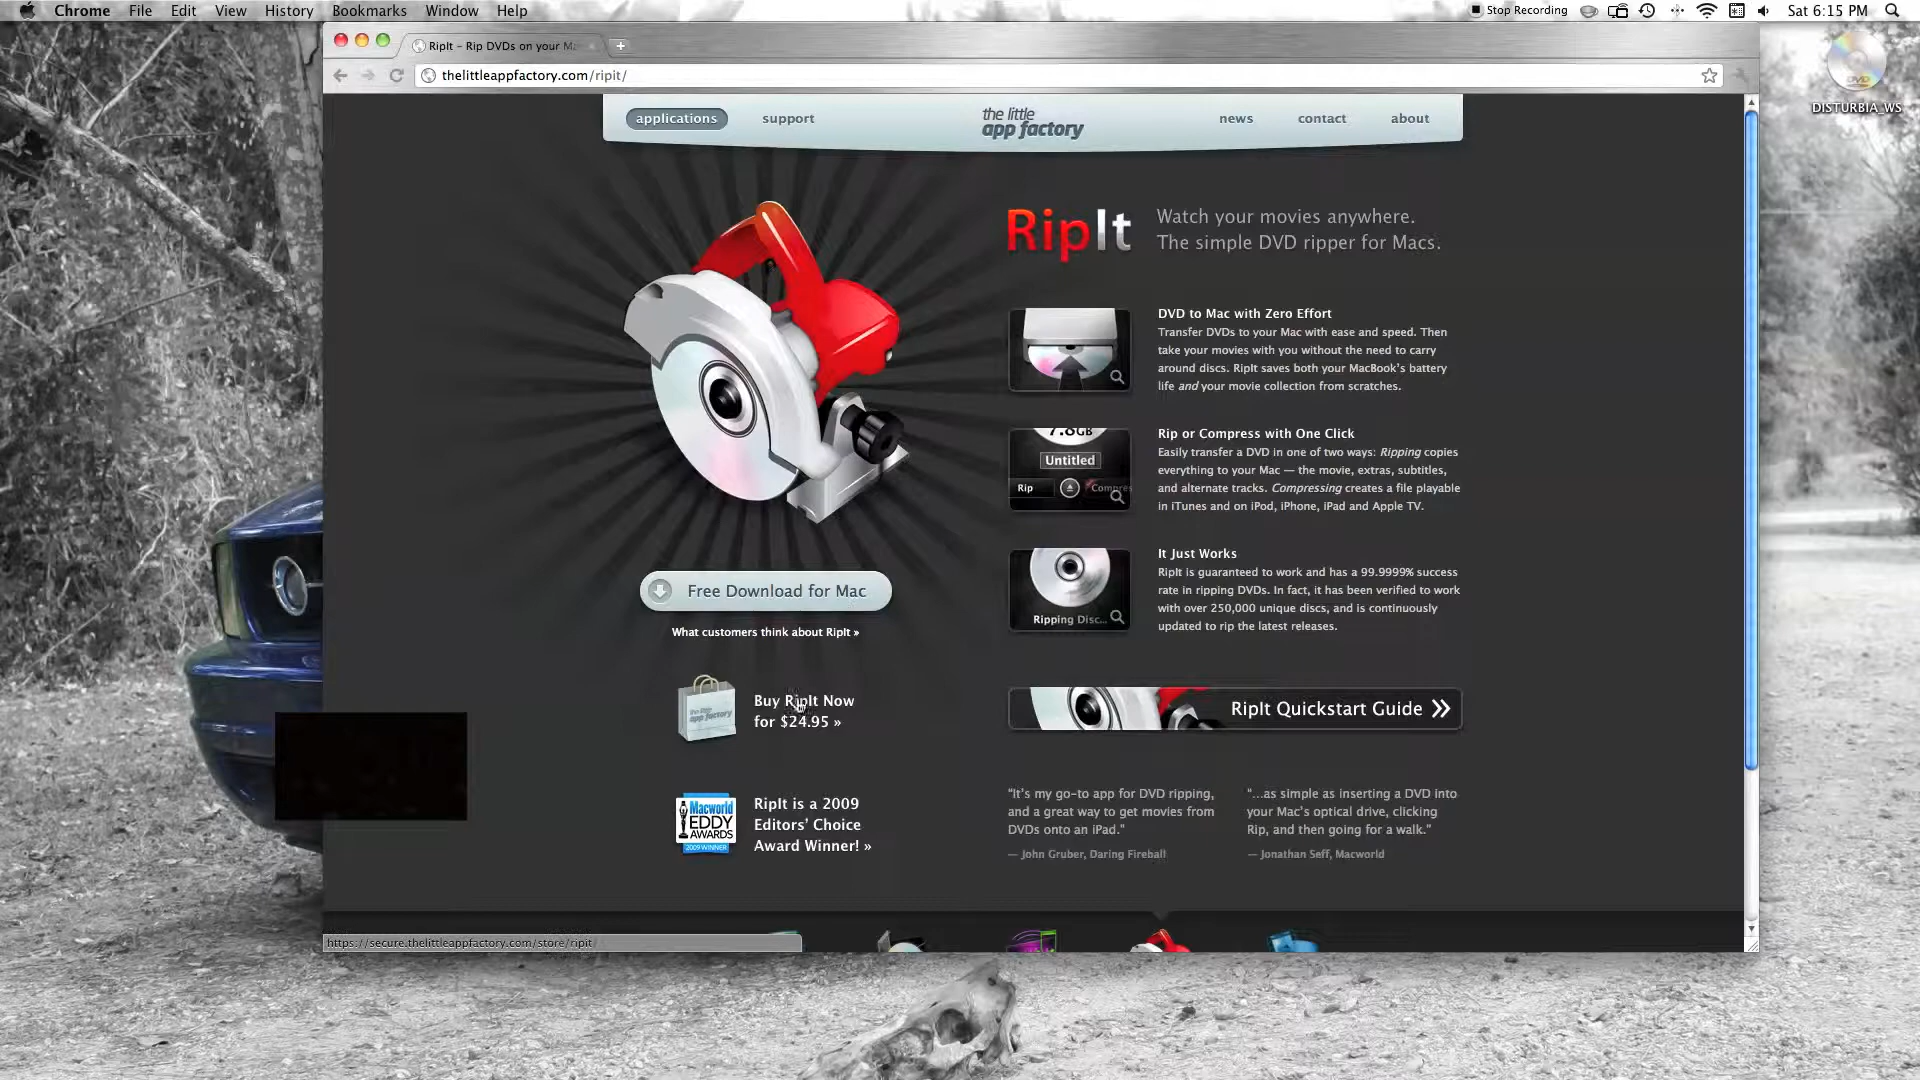 Chrome File Edit View History Bookmarks Window Help
Stop Recording Sat 6:15 PM
RipIt – Rip DVDs on your Ma
thelittleappfactory.com/ripit/
DVD
DISTURBIA_WS
applications support the little app factory news contact about
RipIt
Watch your movies anywhere.
The simple DVD ripper for Macs.
DVD to Mac with Zero Effort
Transfer DVDs to your Mac with ease and speed. Then
take your movies with you without the need to carry
around discs. RipIt saves both your MacBook's battery
life and your movie collection from scratches.
7.8GB
Untitled
Rip Compres
Rip or Compress with One Click
Easily transfer a DVD in one of two ways: Ripping copies
everything to your Mac — the movie, extras, subtitles,
and alternate tracks. Compressing creates a file playable
in iTunes and on iPod, iPhone, iPad and Apple TV.
Ripping Disc...
It Just Works
RipIt is guaranteed to work and has a 99.9999% success
rate in ripping DVDs. In fact, it has been verified to work
with over 250,000 unique discs, and is continuously
updated to rip the latest releases.
Free Download for Mac
What customers think about RipIt »
the little
app factory
Buy RipIt Now
for $24.95 »
RipIt Quickstart Guide
Macworld
EDDY
AWARDS
2009 WINNER
RipIt is a 2009
Editors' Choice
Award Winner! »
“It's my go-to app for DVD ripping,
and a great way to get movies from
DVDs onto an iPad.”
— John Gruber, Daring Fireball
“...as simple as inserting a DVD into
your Mac's optical drive, clicking
Rip, and then going for a walk.”
— Jonathan Seff, Macworld
https://secure.thelittleappfactory.com/store/ripit